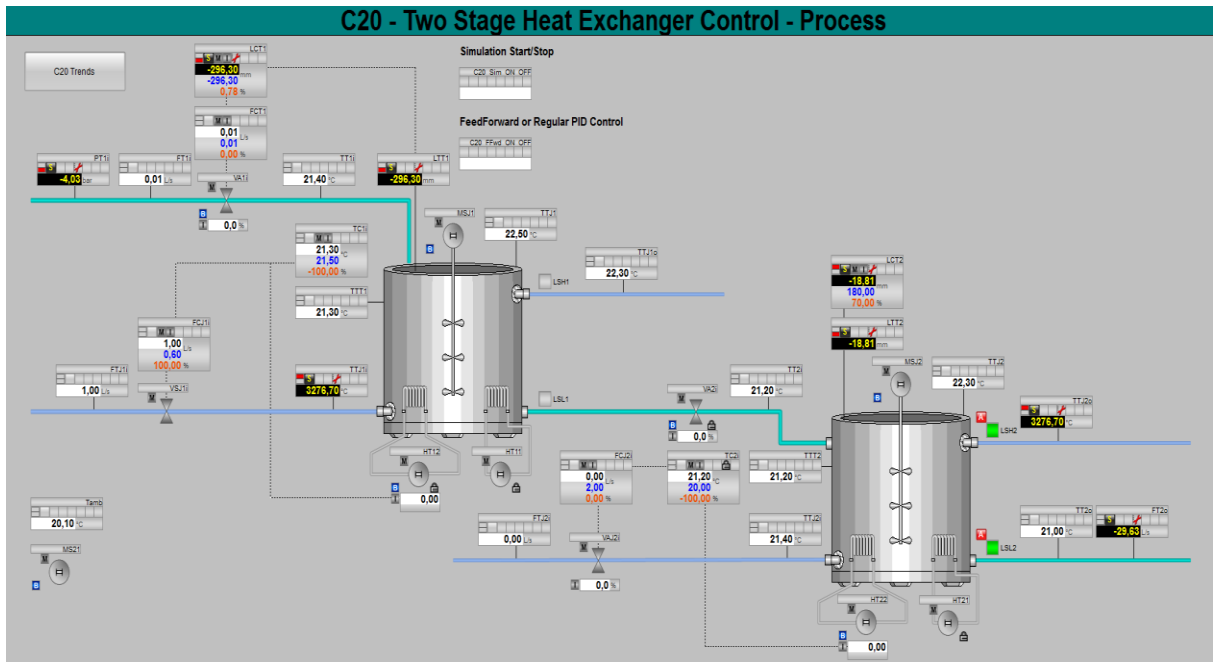 C20 - Two Stage Heat Exchanger Control - Process
C20 Trends
LCT1
S M I
-296,30 mm
-296,30
0,78 %
Simulation Start/Stop
C20_Sim_ON_OFF
FeedForward or Regular PID Control
C20_FFwd_ON_OFF
FCT1
M I
0,01 L/s
0,01
0,00 %
PT1i
S
-4,03 bar
FT1i
0,01 L/s
VA1i
M
B
I 0,0 %
TT1i
21,40 °C
LTT1
S
-296,30 mm
MSJ1
M
B
TTJ1
22,50 °C
TTJ1o
22,30 °C
LSH1
TC1i
M I
21,30 °C
21,50
-100,00 %
TTT1
21,30 °C
FCJ1i
M I
1,00 L/s
0,60
100,00 %
FTJ1i
1,00 L/s
VSJ1i
M
TTJ1i
S
3276,70 °C
LSL1
HT12
M
B
I 0,00
HT11
M
LCT2
S M I
-18,81 mm
180,00
70,00 %
LTT2
S
-18,81 mm
MSJ2
M
B
TTJ2
22,30 °C
VA2i
M
B
I 0,0 %
TT2i
21,20 °C
TTJ2o
S
3276,70 °C
LSH2
FCJ2i
M I
0,00 L/s
2,00
0,00 %
TC2i
M I
21,20 °C
20,00
-100,00 %
TTT2
21,20 °C
FTJ2i
0,00 L/s
VAJ2i
M
I 0,0 %
TTJ2i
21,40 °C
TT2o
21,00 °C
FT2o
S
-29,63 L/s
LSL2
Tamb
20,10 °C
MS21
M
B
HT22
M
B
I 0,00
HT21
M